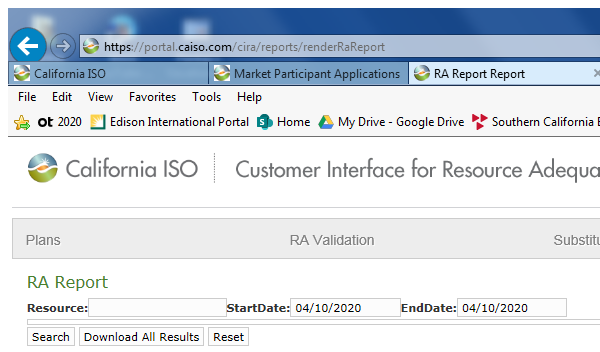 https://portal.caiso.com/cira/reports/renderRaReport
California ISO Market Participant Applications RA Report Report
File Edit View Favorites Tools Help
ot 2020 Edison International Portal Home My Drive - Google Drive Southern California E
California ISO Customer Interface for Resource Adequa
Plans RA Validation Substitu
RA Report
Resource: StartDate: 04/10/2020 EndDate: 04/10/2020
Search Download All Results Reset